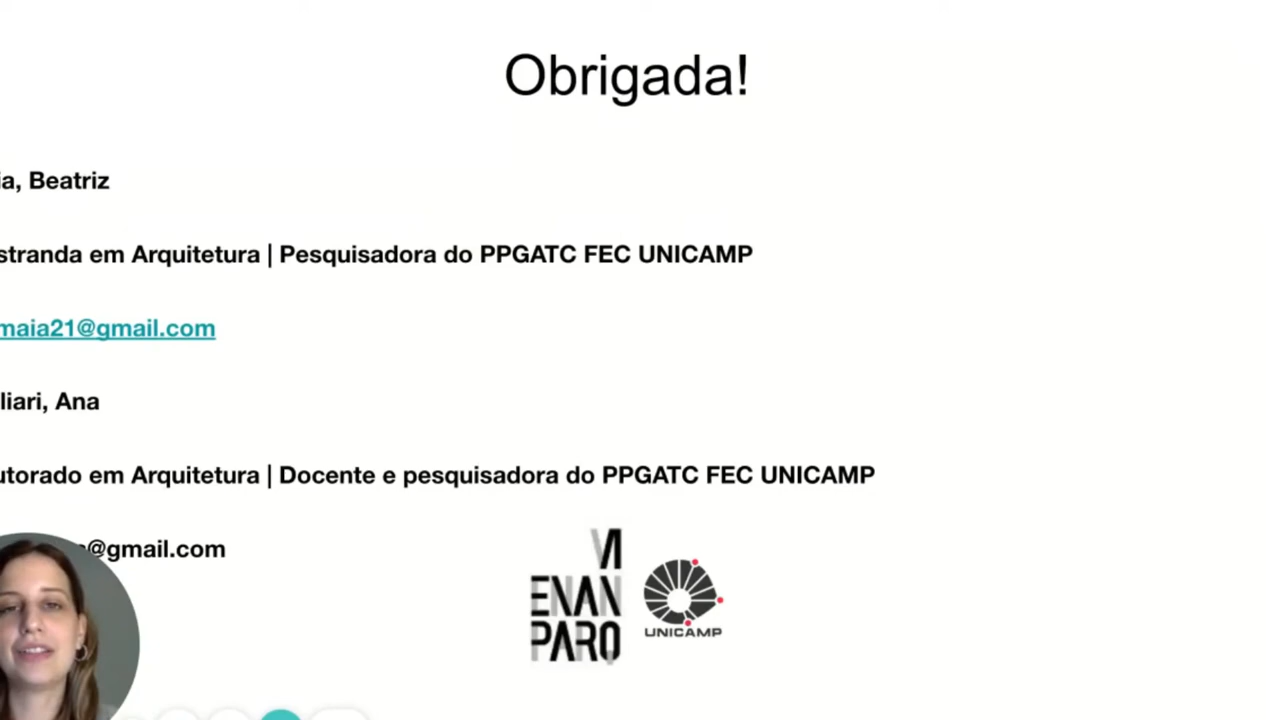 Obrigada!
ia, Beatriz
stranda em Arquitetura | Pesquisadora do PPGATC FEC UNICAMP
maia21@gmail.com
liari, Ana
utorado em Arquitetura | Docente e pesquisadora do PPGATC FEC UNICAMP
@gmail.com
VI
ENAN
PARQ
UNICAMP